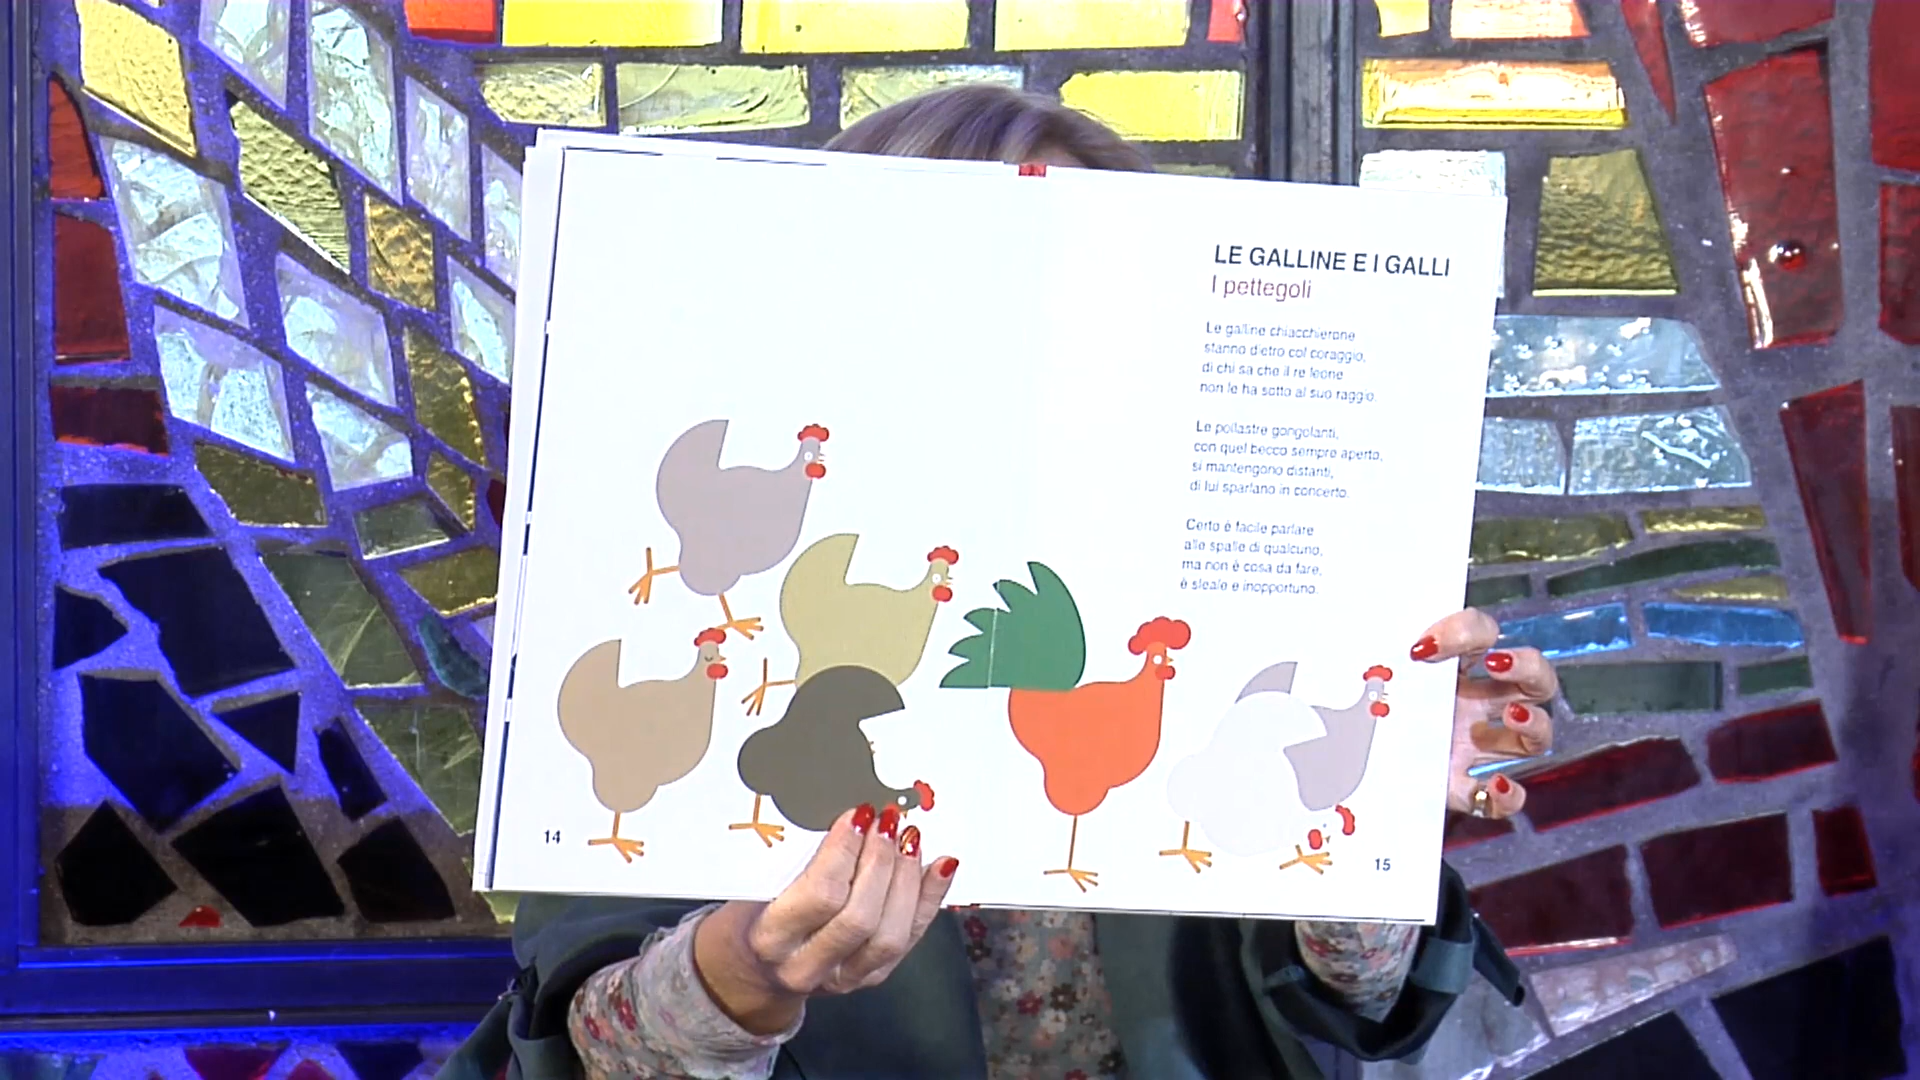 LE GALLINE E I GALLI
I pettegoli
Le galline chiacchierone
stanno dietro col coraggio,
di chi sa che il re leone
non le ha sotto al suo raggio.
Le pollastre gongolanti,
con quel becco sempre aperto,
si mantengono distanti,
di lui sparlano in concerto.
Certo è facile parlare
alle spalle di qualcuno,
ma non è cosa da fare,
è sleale e inopportuno.
14
15